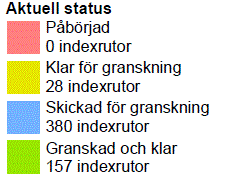 Aktuell status
Påbörjad
0 indexrutor
Klar för granskning
28 indexrutor
Skickad för granskning
380 indexrutor
Granskad och klar
157 indexrutor